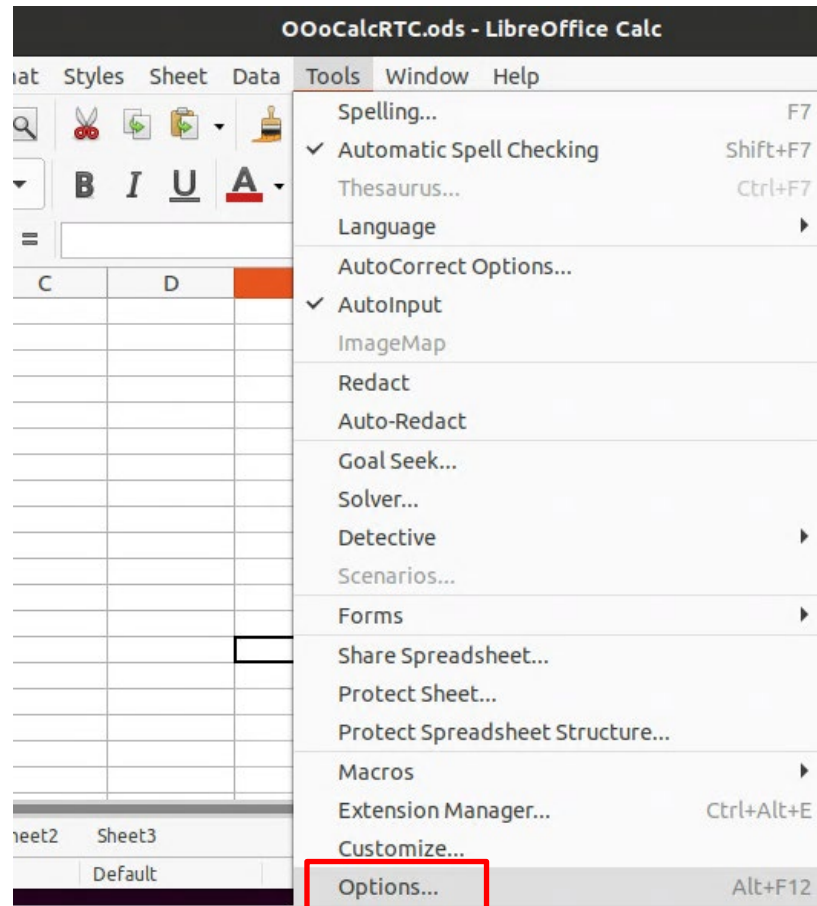 OOoCalcRTC.ods - LibreOffice Calc
Styles Sheet Data Tools Window Help
Spelling... F7
Automatic Spell Checking Shift+F7
Thesaurus... Ctrl+F7
B I U A
Language
=
AutoCorrect Options...
C D
AutoInput
ImageMap
Redact
Auto-Redact
Goal Seek...
Solver...
Detective
Scenarios...
Forms
Share Spreadsheet...
Protect Sheet...
Protect Spreadsheet Structure...
Macros
Extension Manager... Ctrl+Alt+E
Sheet3
Customize...
Default
Options... Alt+F12